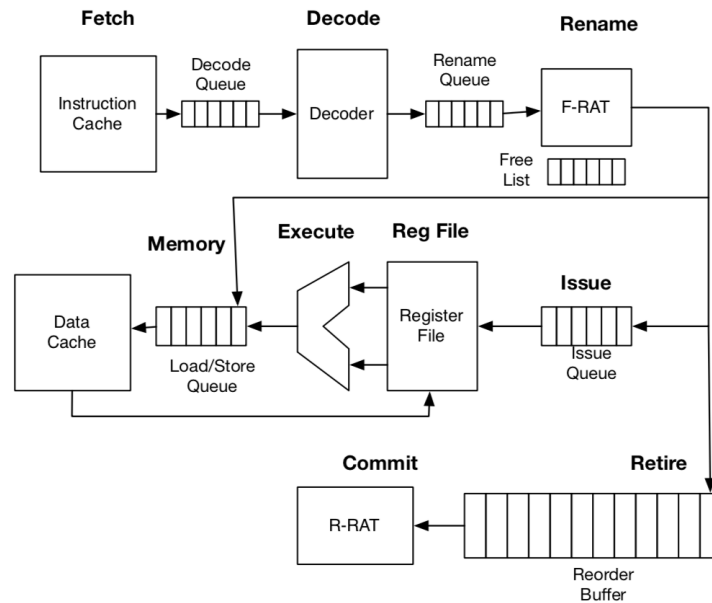 Fetch
Decode
Rename
Decode
Queue
Rename
Queue
Instruction
Cache
Decoder
F-RAT
Free
List
Memory
Execute
Reg File
Issue
Data
Cache
Load/Store
Queue
Register
File
Issue
Queue
Commit
Retire
R-RAT
Reorder
Buffer